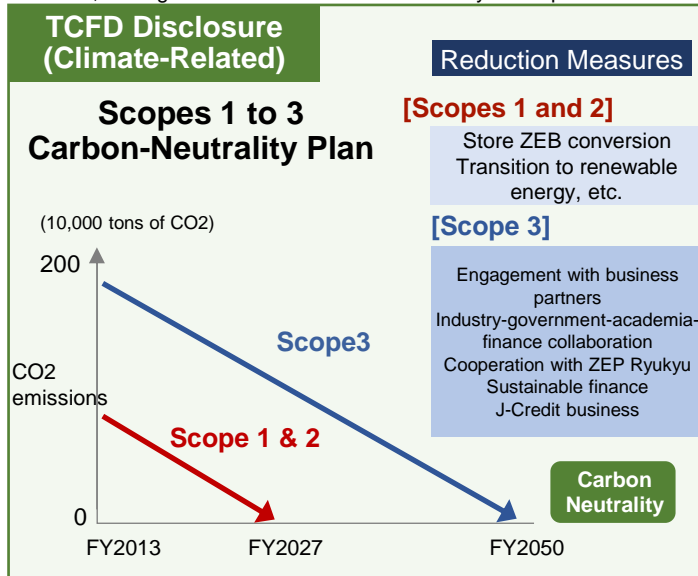 TCFD Disclosure
(Climate-Related)
Reduction Measures
Scopes 1 to 3
Carbon-Neutrality Plan
[Scopes 1 and 2]
Store ZEB conversion
Transition to renewable
energy, etc.
[Scope 3]
Engagement with business
partners
Industry-government-academia-
finance collaboration
Cooperation with ZEP Ryukyu
Sustainable finance
J-Credit business
(10,000 tons of CO2)
200
Scope3
CO2
emissions
Scope 1 & 2
Carbon
Neutrality
0
FY2013
FY2027
FY2050